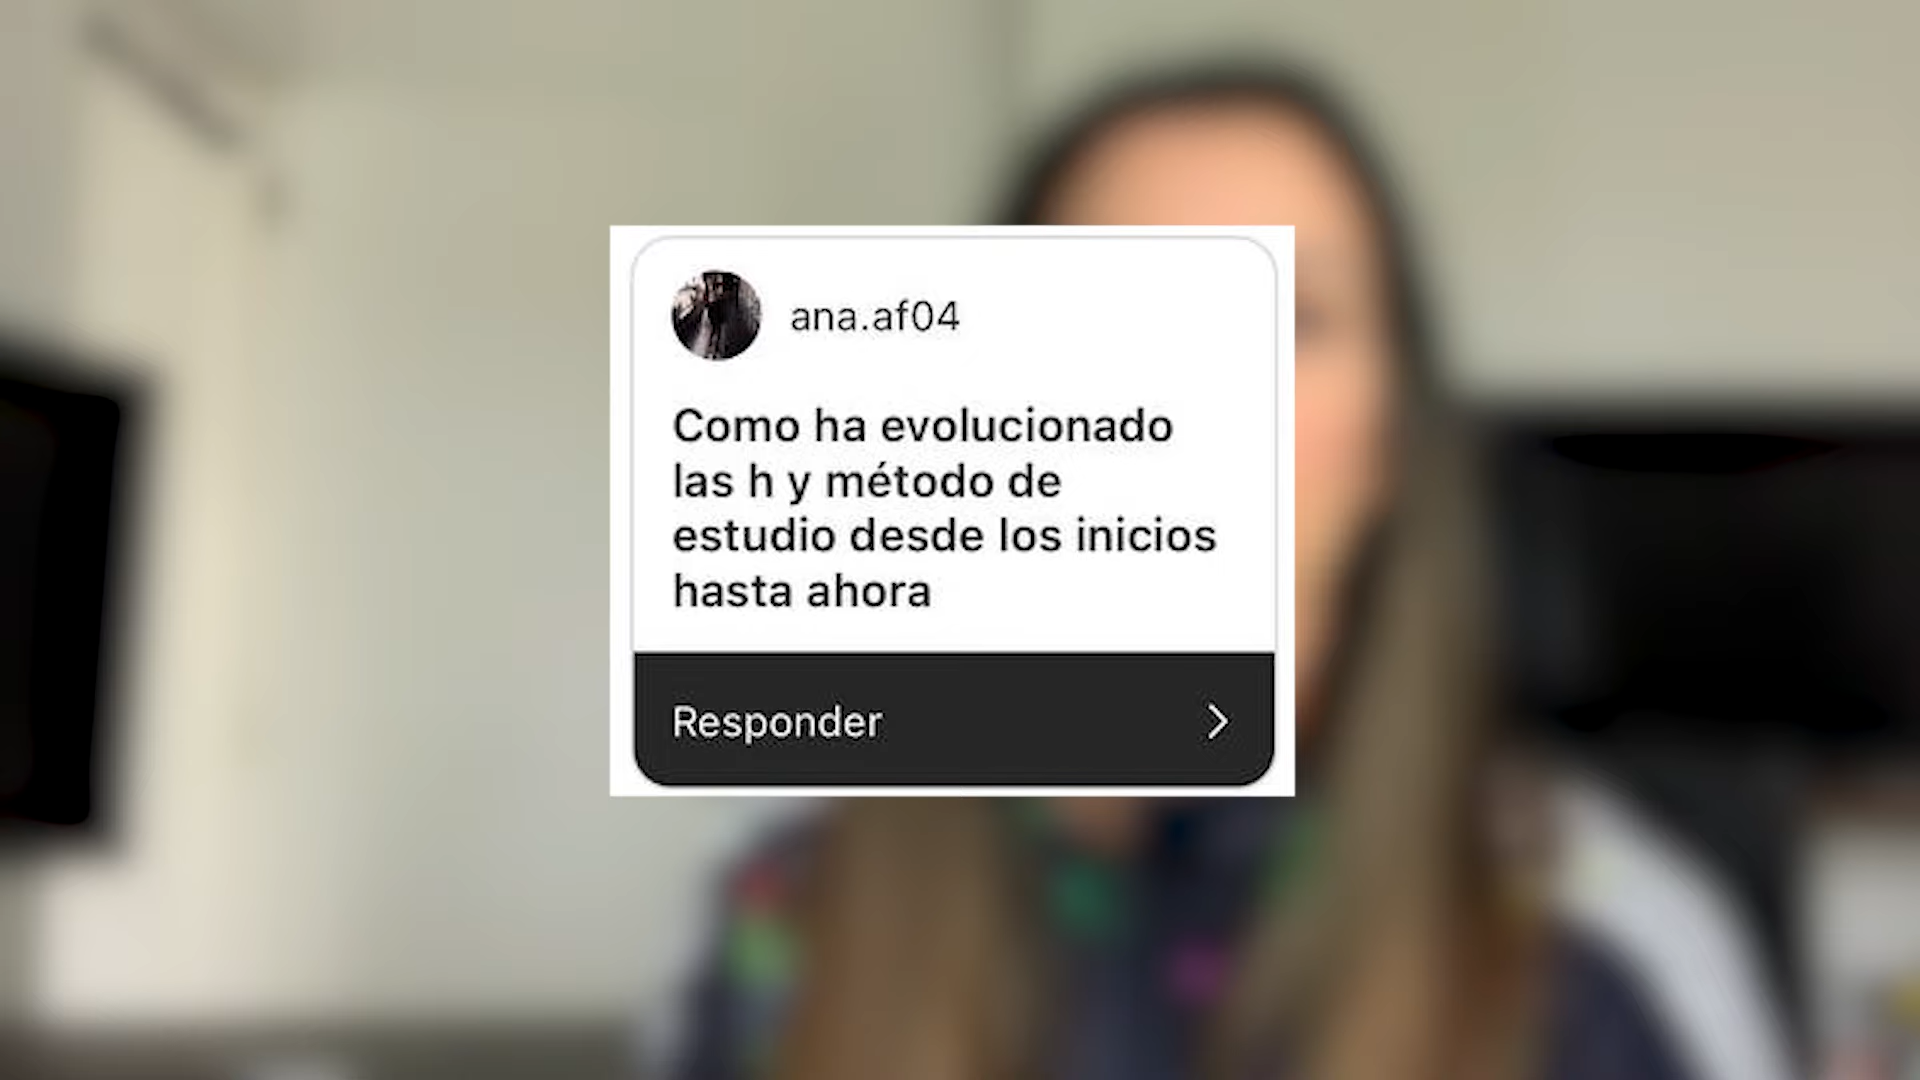 ana.af04
Como ha evolucionado
las h y método de
estudio desde los inicios
hasta ahora
Responder